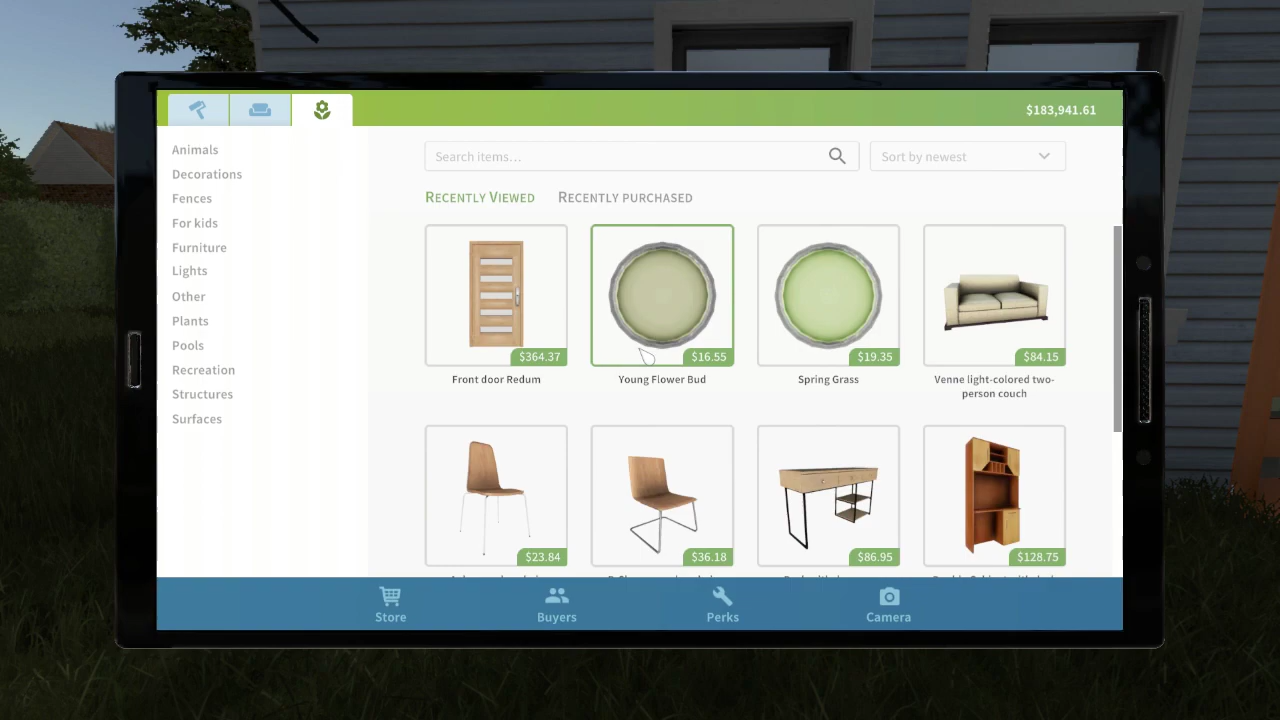 $183,941.61
Animals
Decorations
Fences
For kids
Furniture
Lights
Other
Plants
Pools
Recreation
Structures
Surfaces
Search items...
Sort by newest
RECENTLY VIEWED
RECENTLY PURCHASED
$364.37
$16.55
$19.35
$84.15
Front door Redum
Young Flower Bud
Spring Grass
Venne light-colored two-
person couch
$23.84
$36.18
$86.95
$128.75
Store
Buyers
Perks
Camera